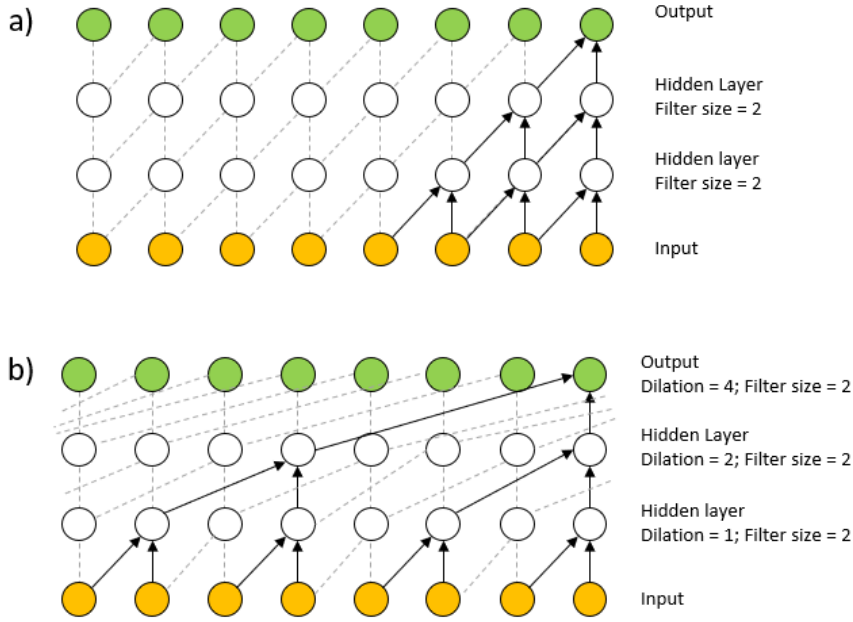 a)
Output
Hidden Layer
Filter size = 2
Hidden layer
Filter size = 2
Input
b)
Output
Dilation = 4; Filter size = 2
Hidden Layer
Dilation = 2; Filter size = 2
Hidden layer
Dilation = 1; Filter size = 2
Input